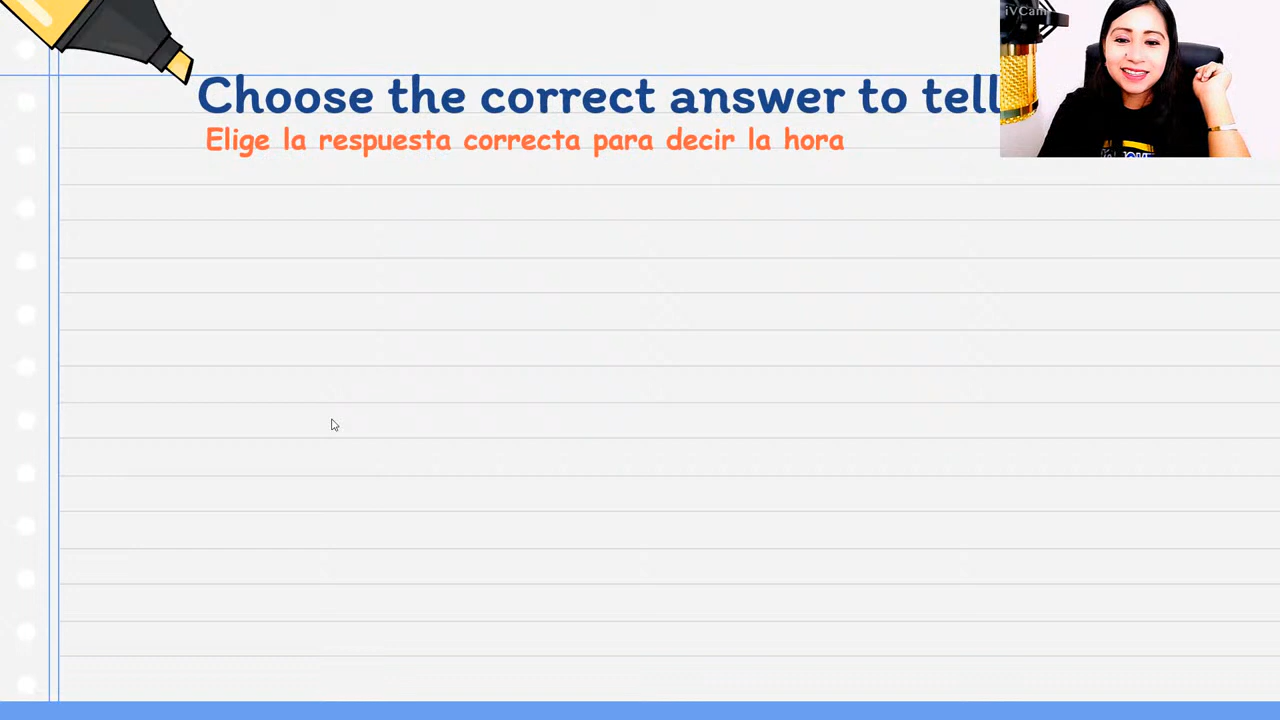 iVCam
Choose the correct answer to tell
Elige la respuesta correcta para decir la hora